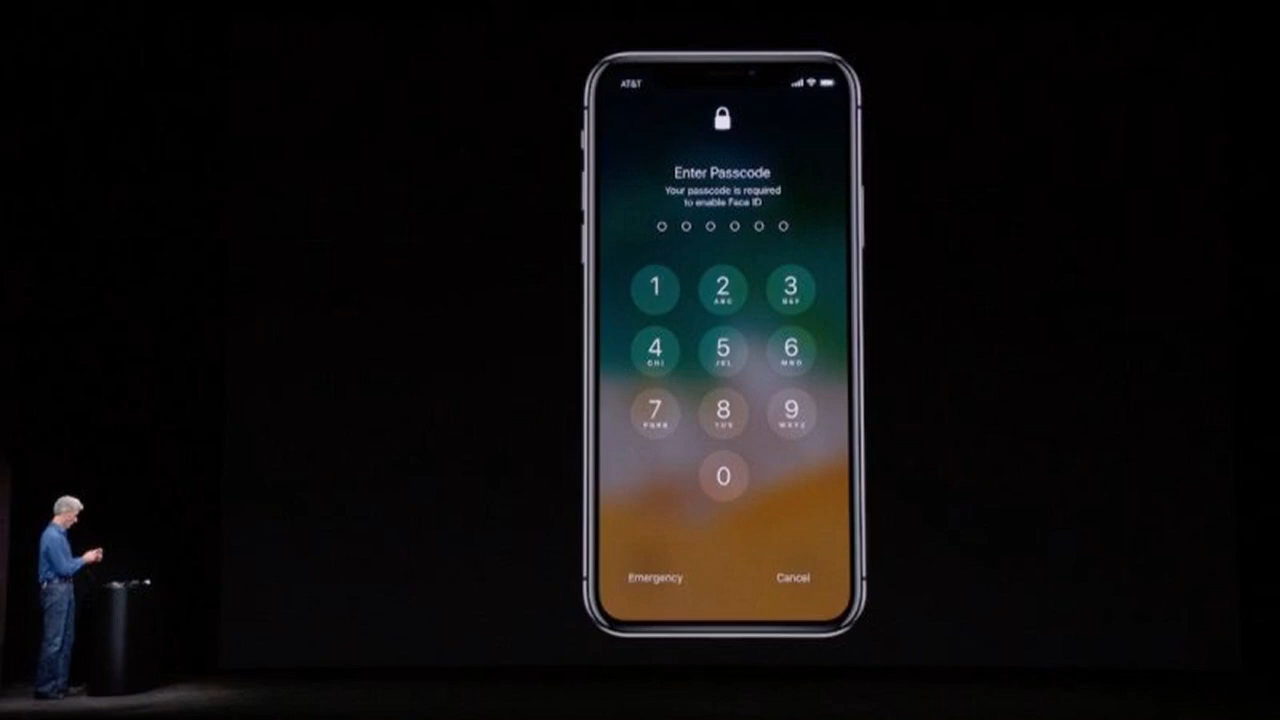 AT&T
Enter Passcode
Your passcode is required
to enable Face ID
1 2 3
ABC DEF
4 5 6
GHI JKL MNO
7 8 9
PQRS TUV WXYZ
0
Emergency Cancel